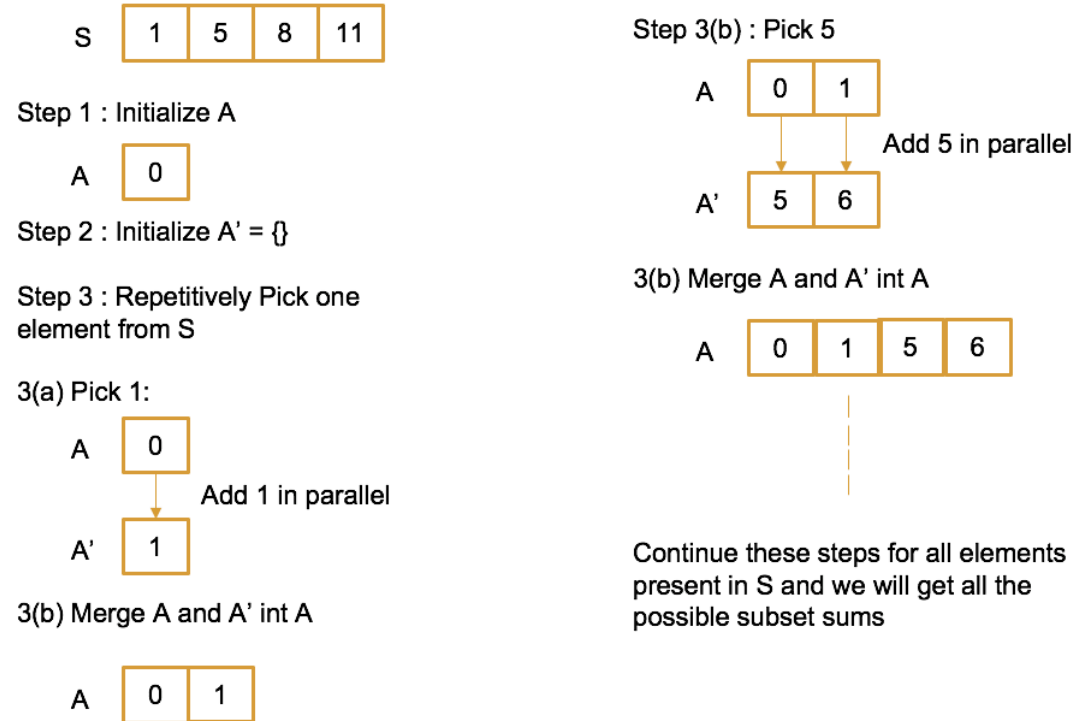 S 1 5 8 11
Step 1 : Initialize A
A 0
Step 2 : Initialize A’ = {}
Step 3 : Repetitively Pick one
element from S
3(a) Pick 1:
A 0
Add 1 in parallel
A’ 1
3(b) Merge A and A’ int A
A 0 1
Step 3(b) : Pick 5
A 0 1
Add 5 in parallel
A’ 5 6
3(b) Merge A and A’ int A
A 0 1 5 6
Continue these steps for all elements
present in S and we will get all the
possible subset sums